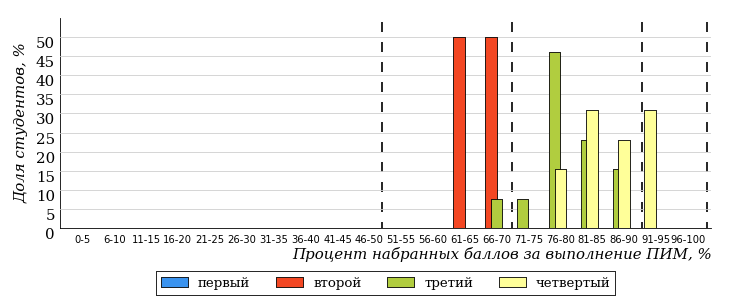 Доля студентов, %
50
45
40
35
30
25
20
15
10
5
0
0-5 6-10 11-15 16-20 21-25 26-30 31-35 36-40 41-45 46-50 51-55 56-60 61-65 66-70 71-75 76-80 81-85 86-90 91-95 96-100
Процент набранных баллов за выполнение ПИМ, %
первый второй третий четвертый